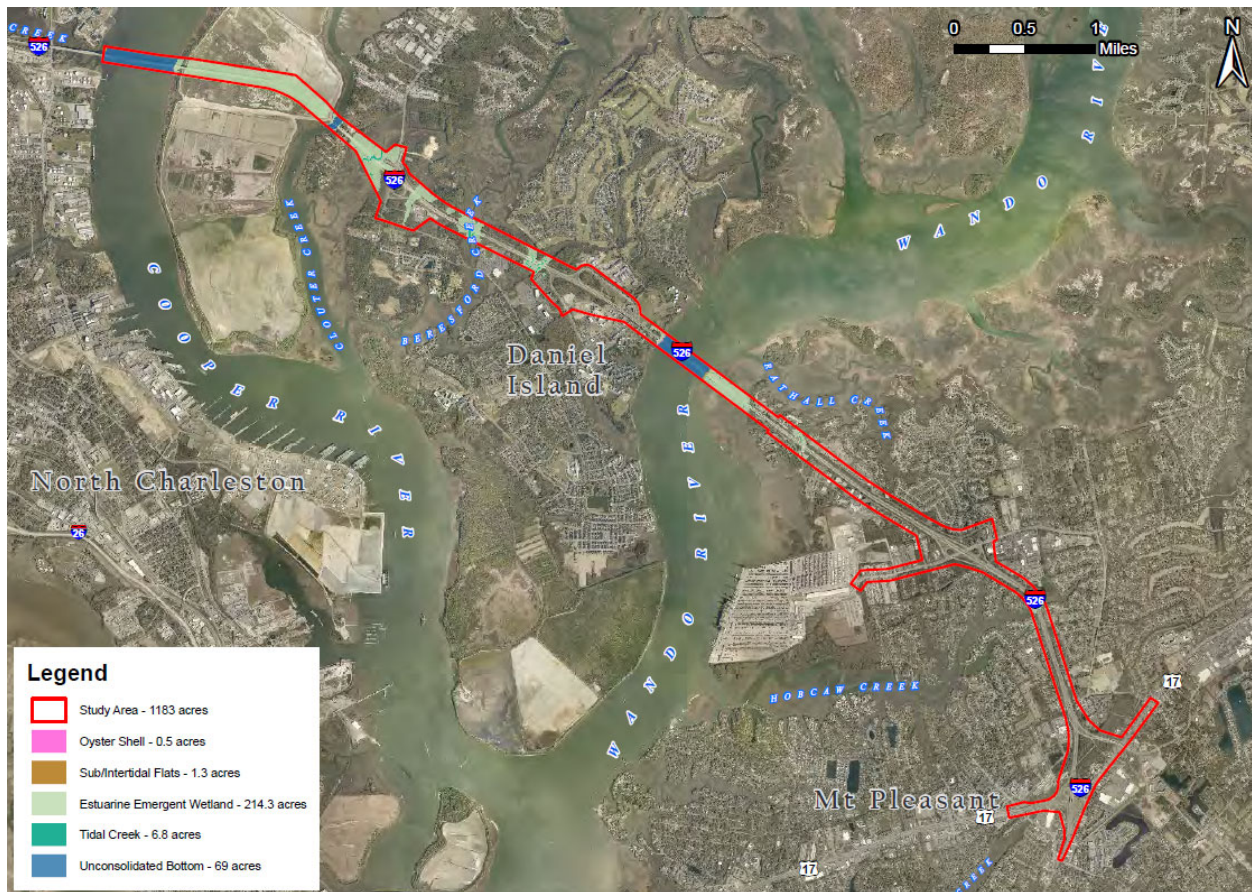 CREEK
526
0 0.5 1
Miles
N
WANDO RIVE
526
CLOUTER CREEK
BERESFORD CREEK
COOPER RIVER
Daniel
Island
526
RATHALL CREEK
North Charleston
26
WANDO RIVER
526
HOBCAW CREEK
17
526
Mt Pleasant
17
17
CREEK
Legend
Study Area - 1183 acres
Oyster Shell - 0.5 acres
Sub/Intertidal Flats - 1.3 acres
Estuarine Emergent Wetland - 214.3 acres
Tidal Creek - 6.8 acres
Unconsolidated Bottom - 69 acres